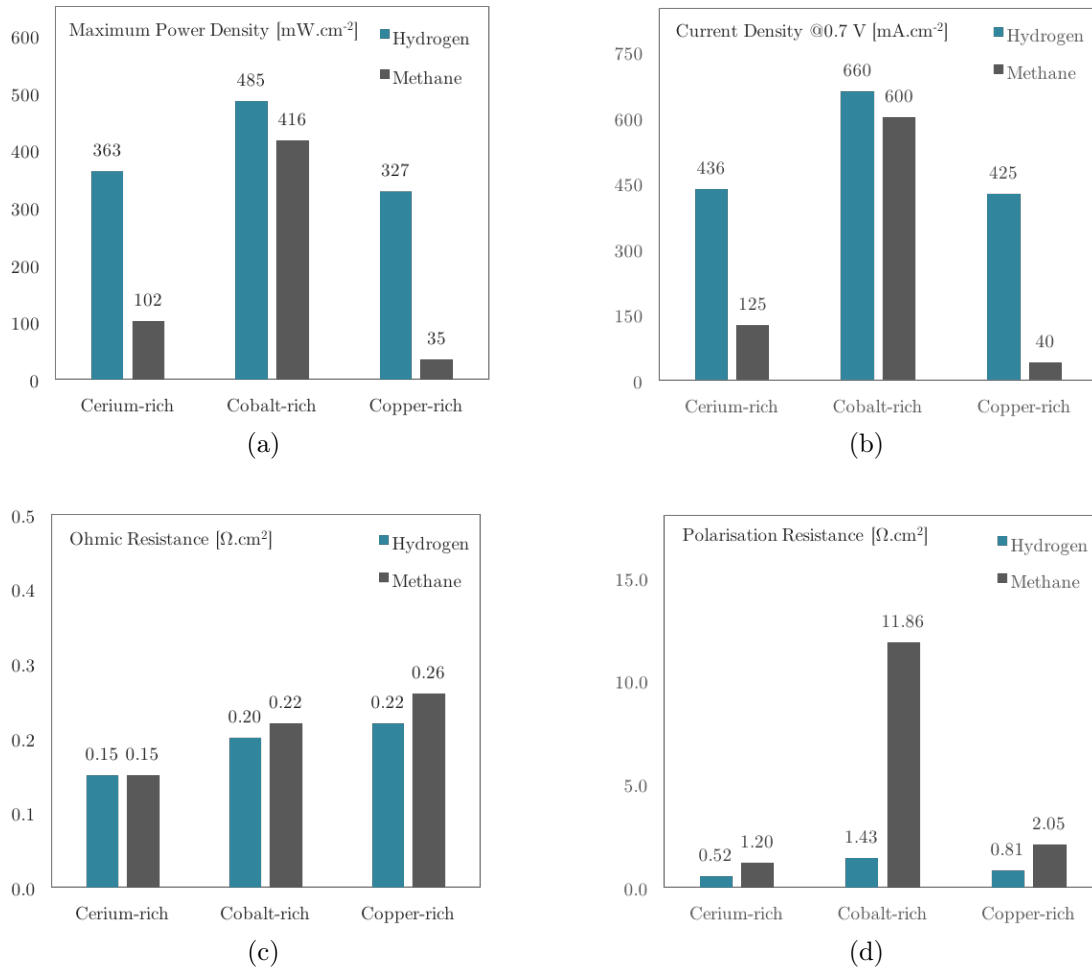 Maximum Power Density [mW.cm-2]
Hydrogen
Methane
600
500
400
300
200
100
0
363
102
485
416
327
35
Cerium-rich Cobalt-rich Copper-rich
(a)
Current Density @0.7 V [mA.cm-2]
Hydrogen
Methane
750
600
450
300
150
0
436
125
660
600
425
40
Cerium-rich Cobalt-rich Copper-rich
(b)
Ohmic Resistance [Ω.cm2]
Hydrogen
Methane
0.5
0.4
0.3
0.2
0.1
0.0
0.15 0.15
0.20
0.22
0.22
0.26
Cerium-rich Cobalt-rich Copper-rich
(c)
Polarisation Resistance [Ω.cm2]
Hydrogen
Methane
15.0
10.0
5.0
0.0
0.52
1.20
1.43
11.86
0.81
2.05
Cerium-rich Cobalt-rich Copper-rich
(d)